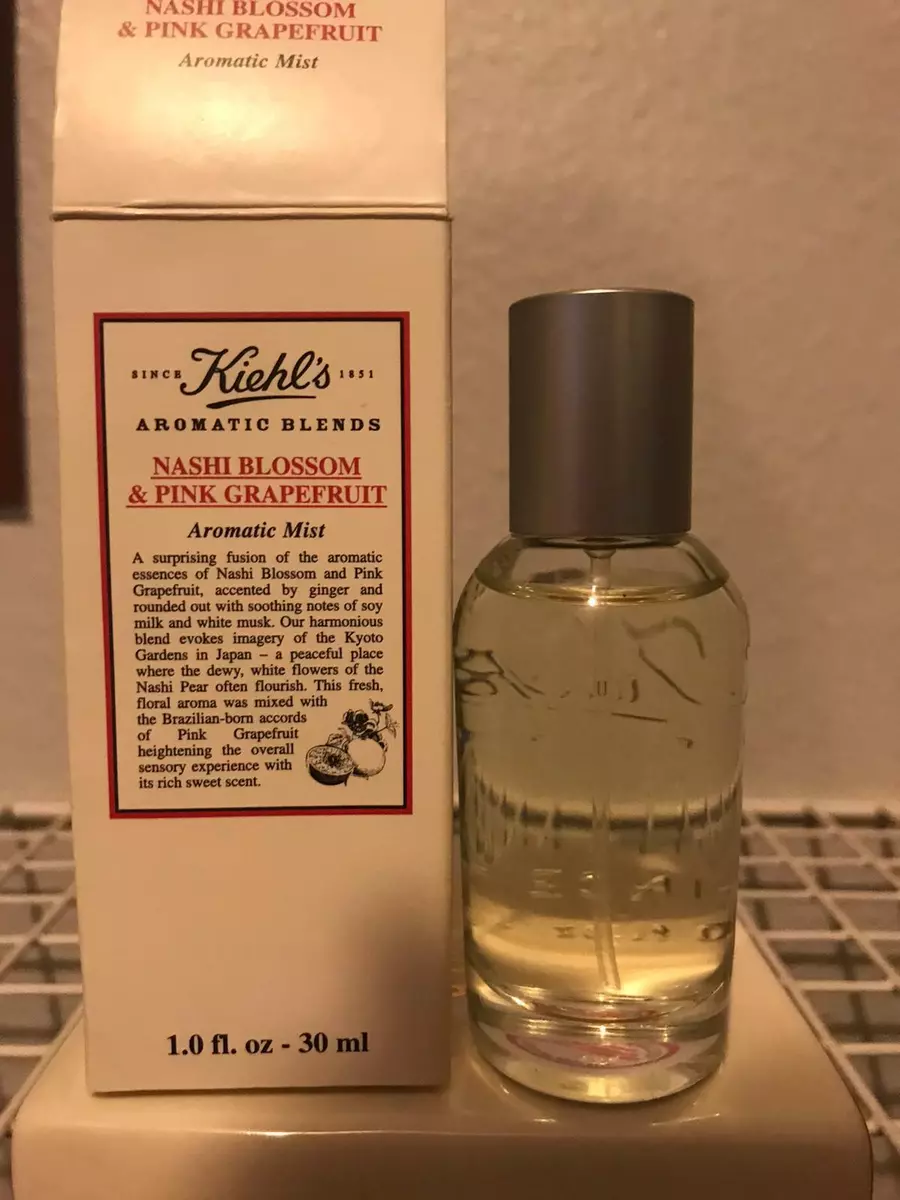 NASHI BLOSSOM
& PINK GRAPEFRUIT
Aromatic Mist
SINCE Kiehl's 1851
AROMATIC BLENDS
NASHI BLOSSOM
& PINK GRAPEFRUIT
Aromatic Mist
A surprising fusion of the aromatic
essences of Nashi Blossom and Pink
Grapefruit, accented by ginger and
rounded out with soothing notes of soy
milk and white musk. Our harmonious
blend evokes imagery of the Kyoto
Gardens in Japan – a peaceful place
where the dewy, white flowers of the
Nashi Pear often flourish. This fresh,
floral aroma was mixed with
the Brazilian-born accords
of Pink Grapefruit
heightening the overall
sensory experience with
its rich sweet scent.
1.0 fl. oz - 30 ml